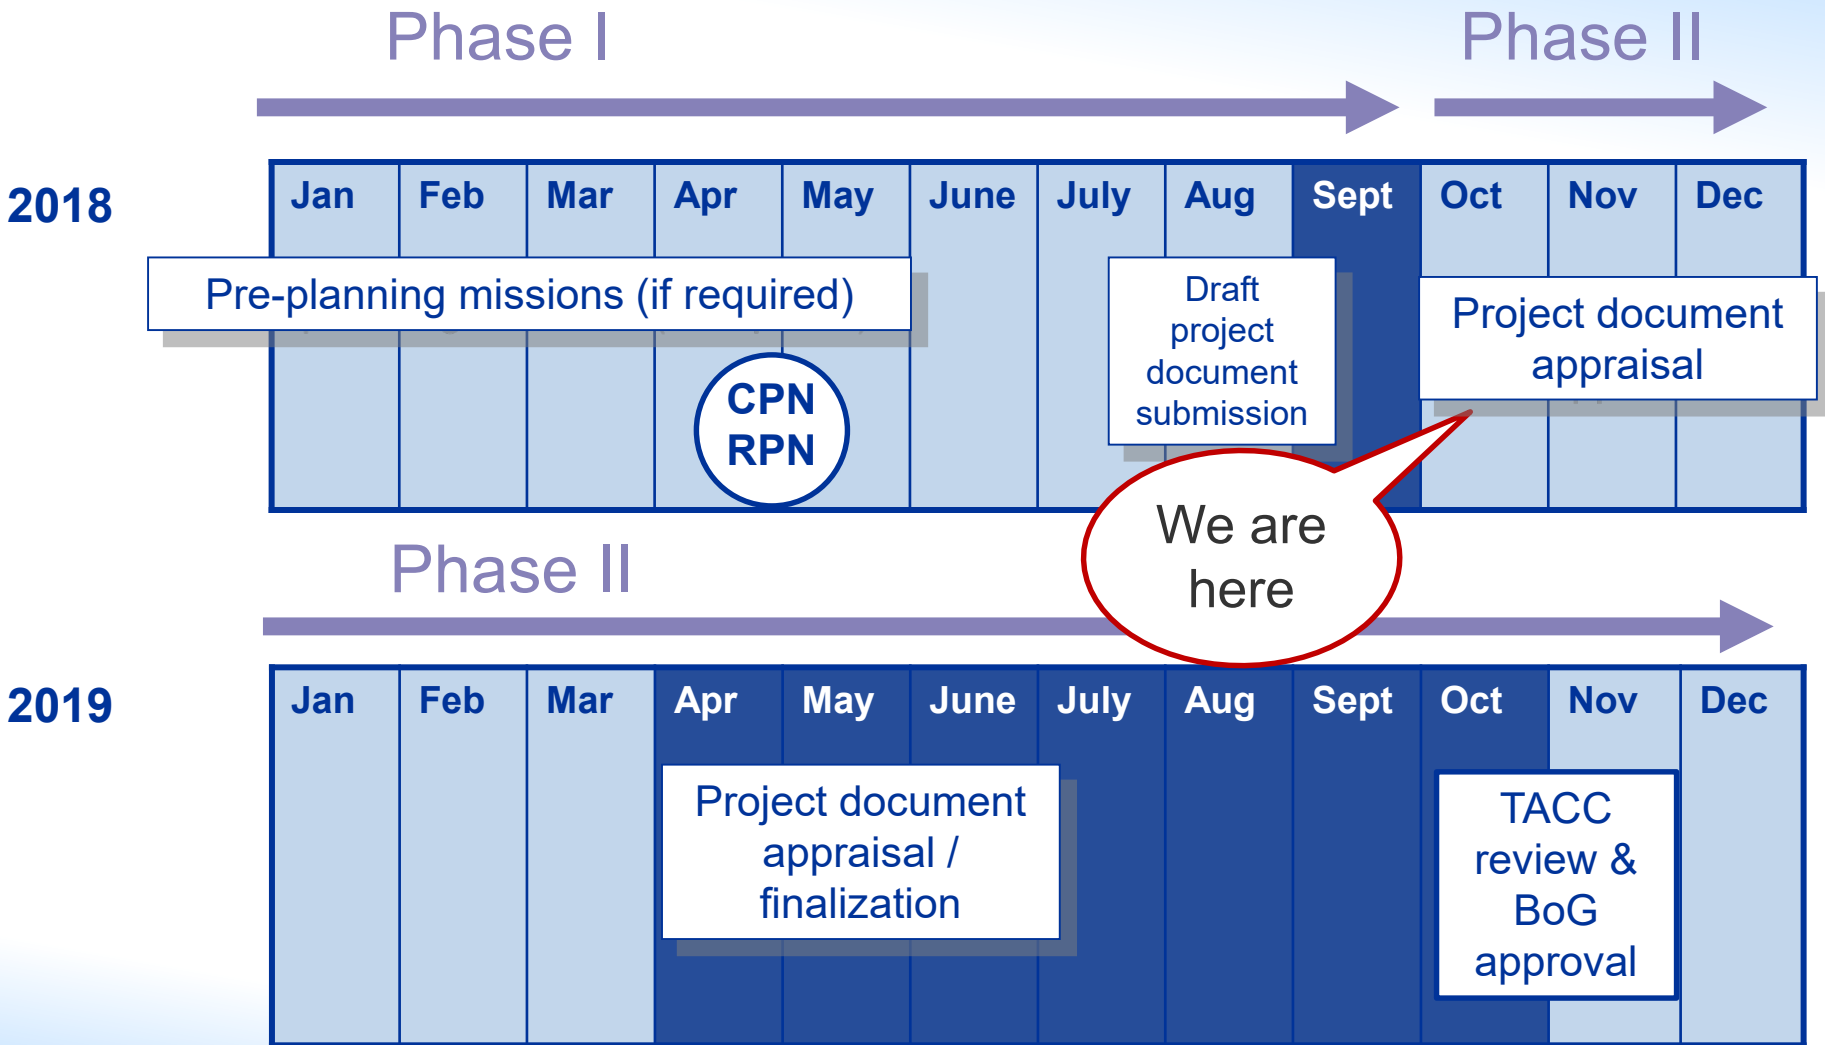 Phase I
Phase II
2018
Jan Feb Mar Apr May June July Aug Sept Oct Nov Dec
Pre-planning missions (if required)
Draft
project
document
submission
Project document
appraisal
CPN
RPN
We are
here
Phase II
2019
Jan Feb Mar Apr May June July Aug Sept Oct Nov Dec
Project document
appraisal /
finalization
TACC
review &
BoG
approval